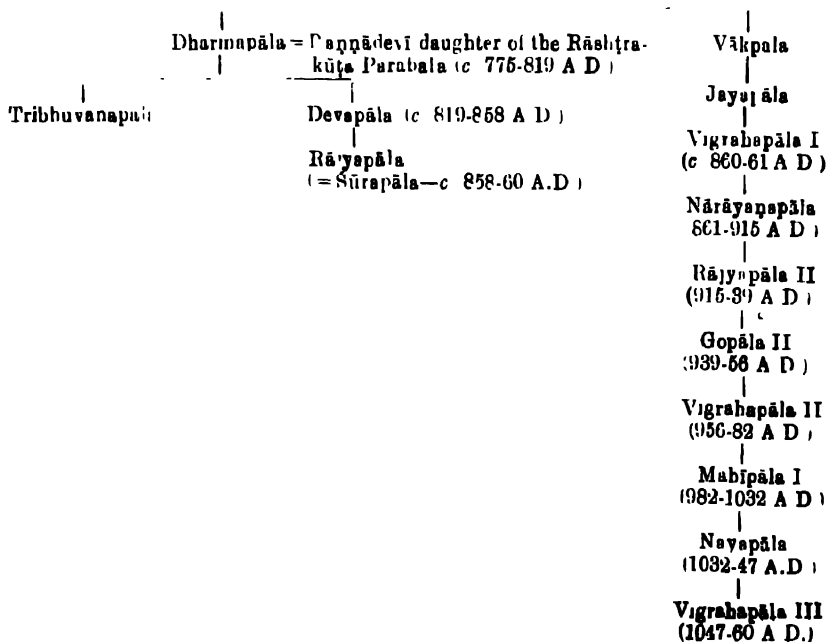 Dharmapāla = Paṇṇādevī daughter of the Rāshṭra-
kūṭa Parabala (c 775-819 A D)
Vākpala
Tribhuvanapāla
Devapāla (c 819-858 A D)
Jayapāla
Rājyapāla
(= Sūrapāla—c 858-60 A.D)
Vigrahapāla I
(c 860-61 A D)
Nārāyaṇapāla
861-915 A D)
Rājyapāla II
(915-39 A D)
Gopāla II
(939-56 A D)
Vigrahapāla II
(956-82 A D)
Mahīpāla I
(982-1032 A D)
Nayapāla
(1032-47 A.D)
Vigrahapāla III
(1047-60 A D.)